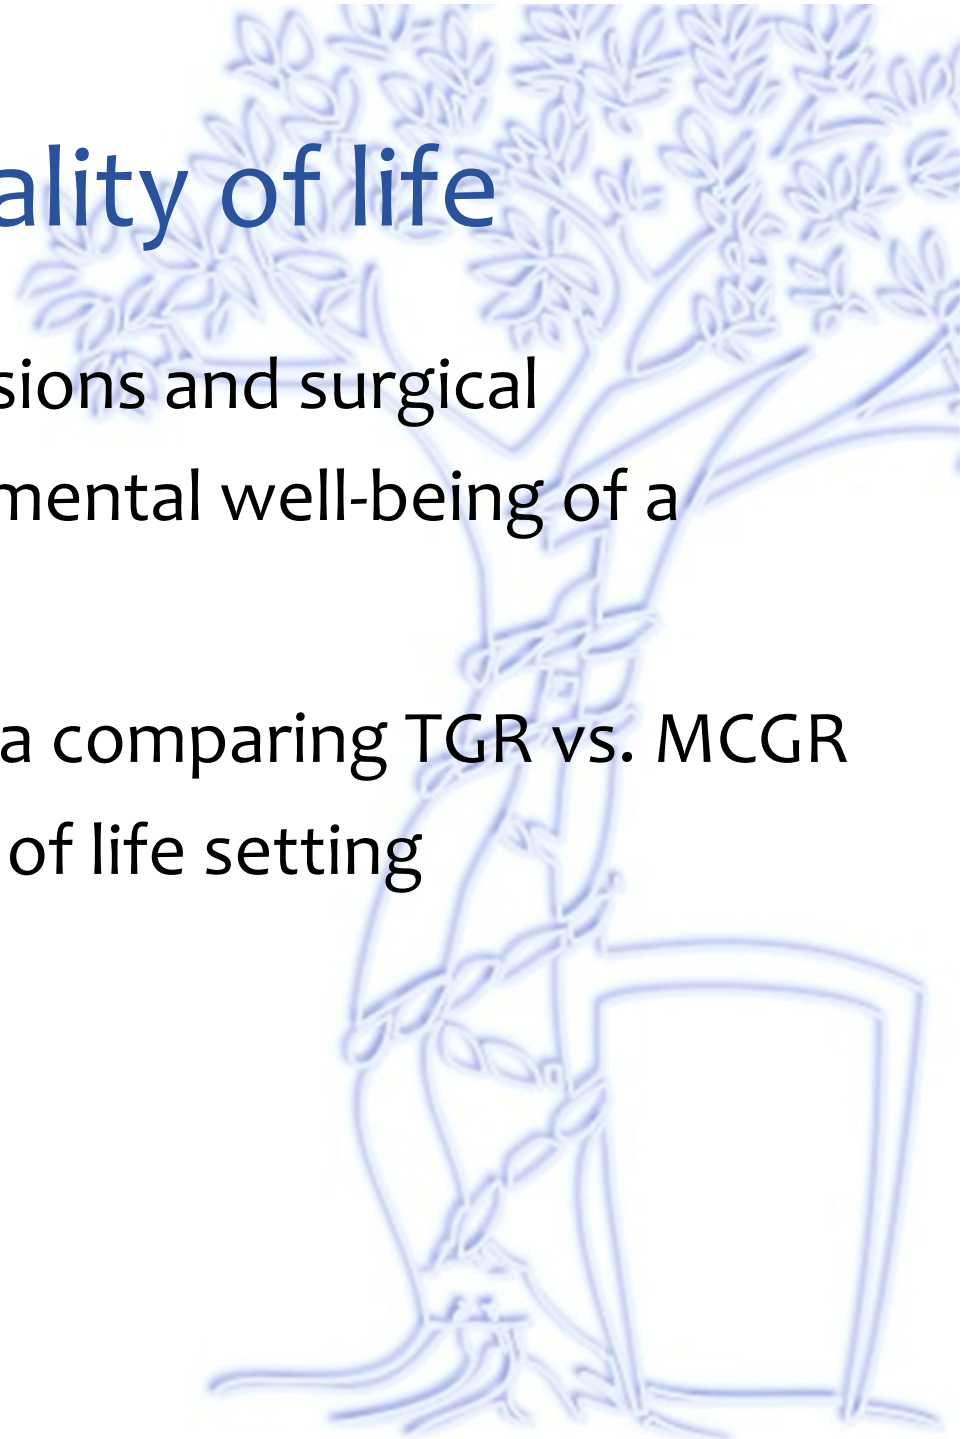 ality of life
sions and surgical
mental well-being of a
a comparing TGR vs. MCGR
of life setting